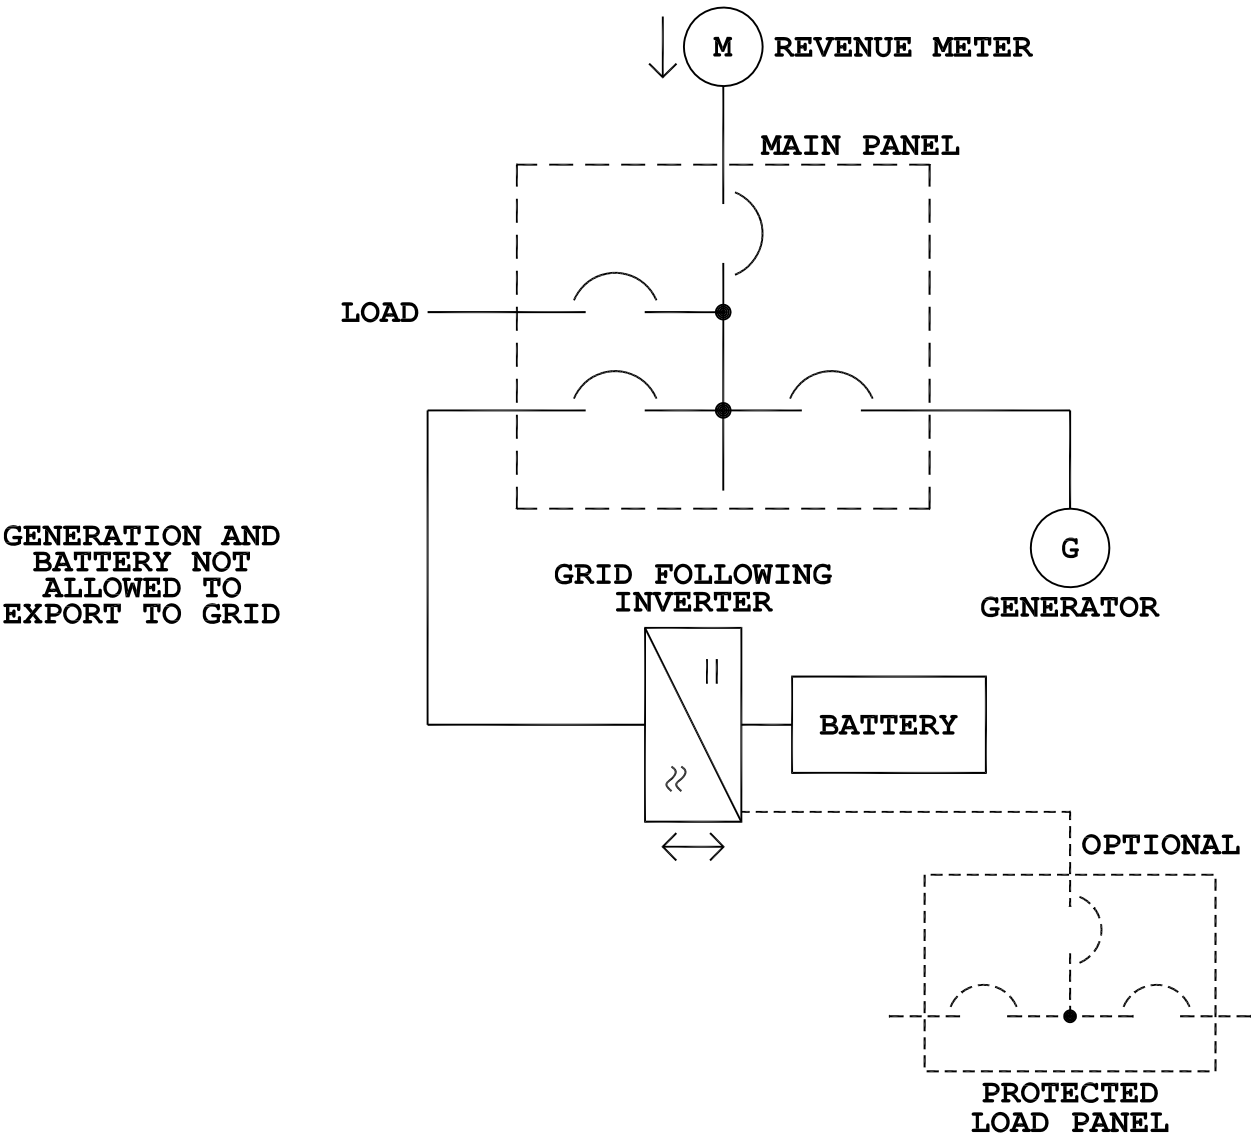 M REVENUE METER
MAIN PANEL
LOAD
GENERATION AND
BATTERY NOT
ALLOWED TO
EXPORT TO GRID
GRID FOLLOWING
INVERTER
G
GENERATOR
BATTERY
OPTIONAL
PROTECTED
LOAD PANEL